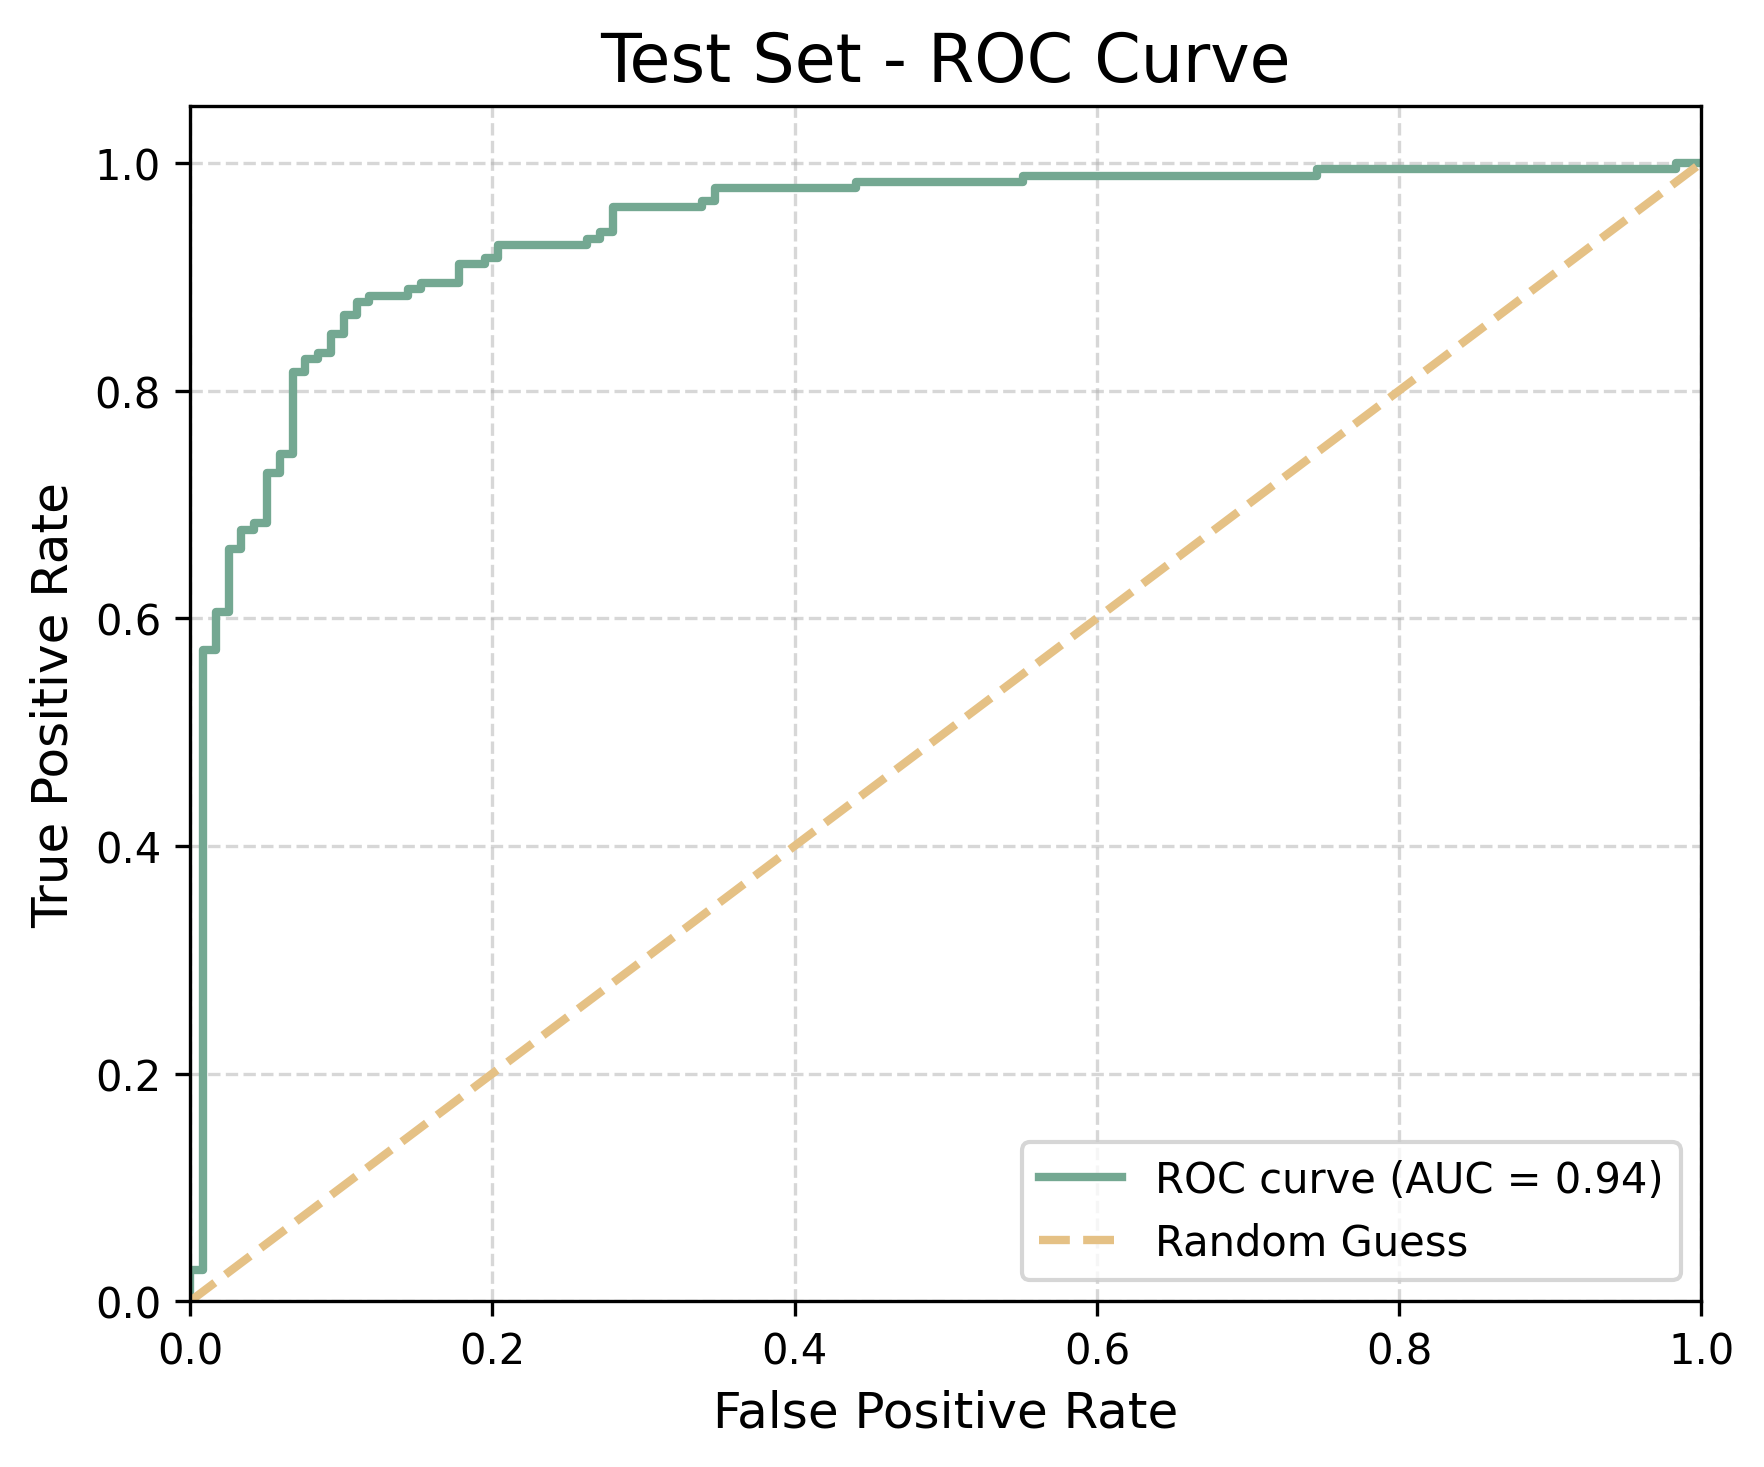 Test Set - ROC Curve
True Positive Rate
1.0
0.8
0.6
0.4
0.2
0.0
0.0 0.2 0.4 0.6 0.8 1.0
False Positive Rate
ROC curve (AUC = 0.94)
Random Guess